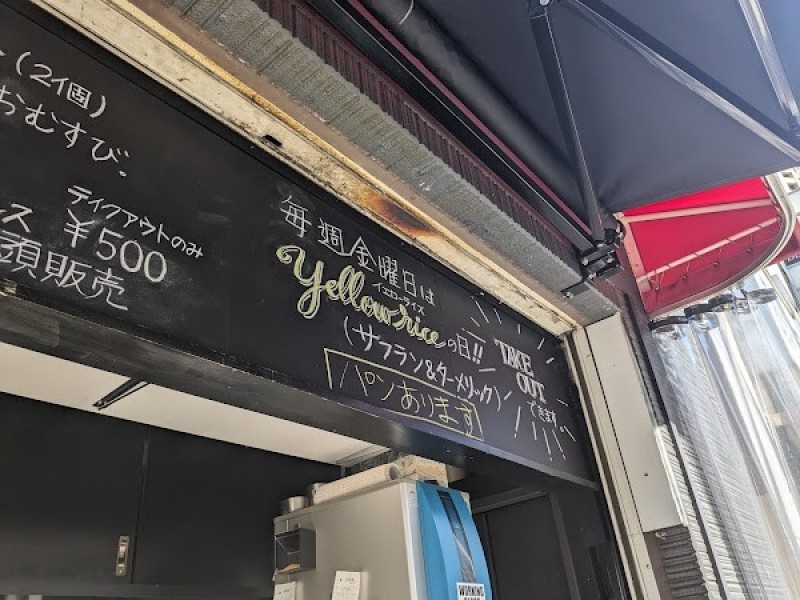 (2個)
おむすび。
テイクアウトのみ
ス ¥500
頭販売
毎週金曜日は
イエローライス
Yellow rice の日!!
(サフラン&ターメリック)
パンあります
TAKE
OUT
できます。
WORKING